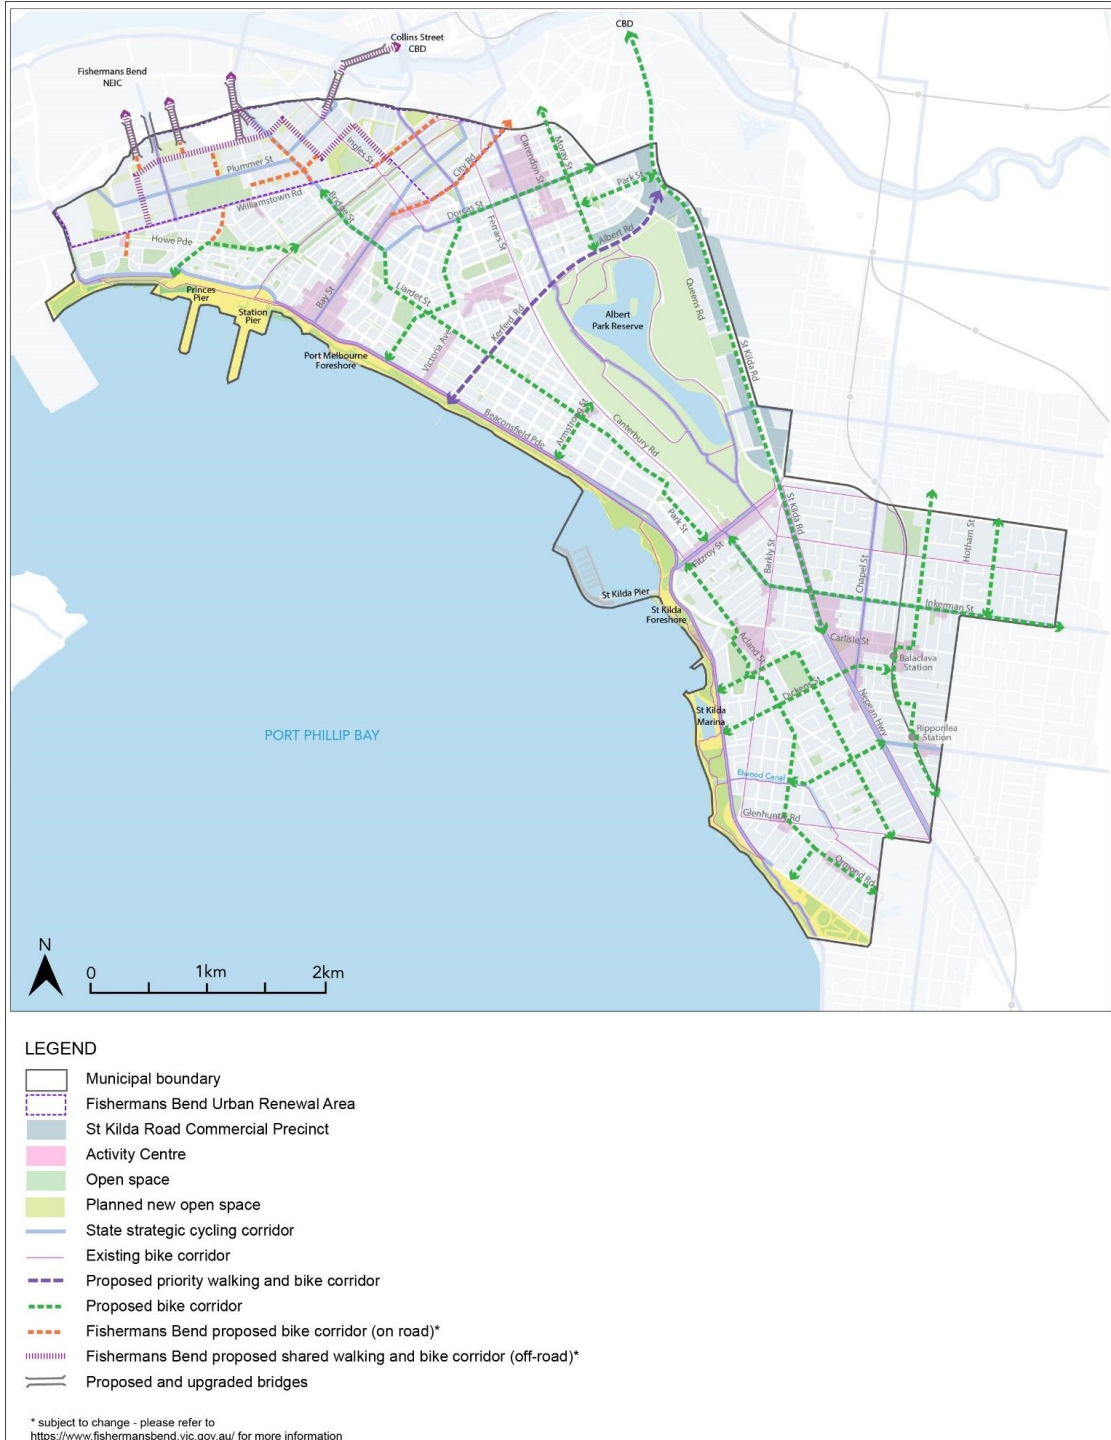 CBD
Collins Street
CBD
Fishermans Bend
NEIC
Clarendon St
Moray St
Ingles St
City Rd
Plummer St
Park St
Williamstown Rd
Bridge St
Dorcas St
Ferrars St
Albert Rd
Howe Pde
Queens Rd
Princes
Pier
Station
Pier
Bay St
Llardet St
Kerferd Rd
Albert
Park Reserve
Victoria Ave
St Kilda Rd
Port Melbourne
Foreshore
Beaconsfield Pde
Armstrong St
Canterbury Rd
Park St
St Kilda Rd
Fitzroy St
Barkly St
Chapel St
Hotham St
St Kilda Pier
St Kilda
Foreshore
Inkerman St
Acland St
Carlisle St
Balaclava
Station
Dickens St
Nepean Hwy
St Kilda
Marina
Ripponlea
Station
PORT PHILLIP BAY
Elwood Canal
Glenhuntly Rd
Ormond Rd
N
0 1km 2km
LEGEND
Municipal boundary
Fishermans Bend Urban Renewal Area
St Kilda Road Commercial Precinct
Activity Centre
Open space
Planned new open space
State strategic cycling corridor
Existing bike corridor
Proposed priority walking and bike corridor
Proposed bike corridor
Fishermans Bend proposed bike corridor (on road)*
Fishermans Bend proposed shared walking and bike corridor (off-road)*
Proposed and upgraded bridges
* subject to change - please refer to
https://www.fishermansbend.vic.gov.au/ for more information